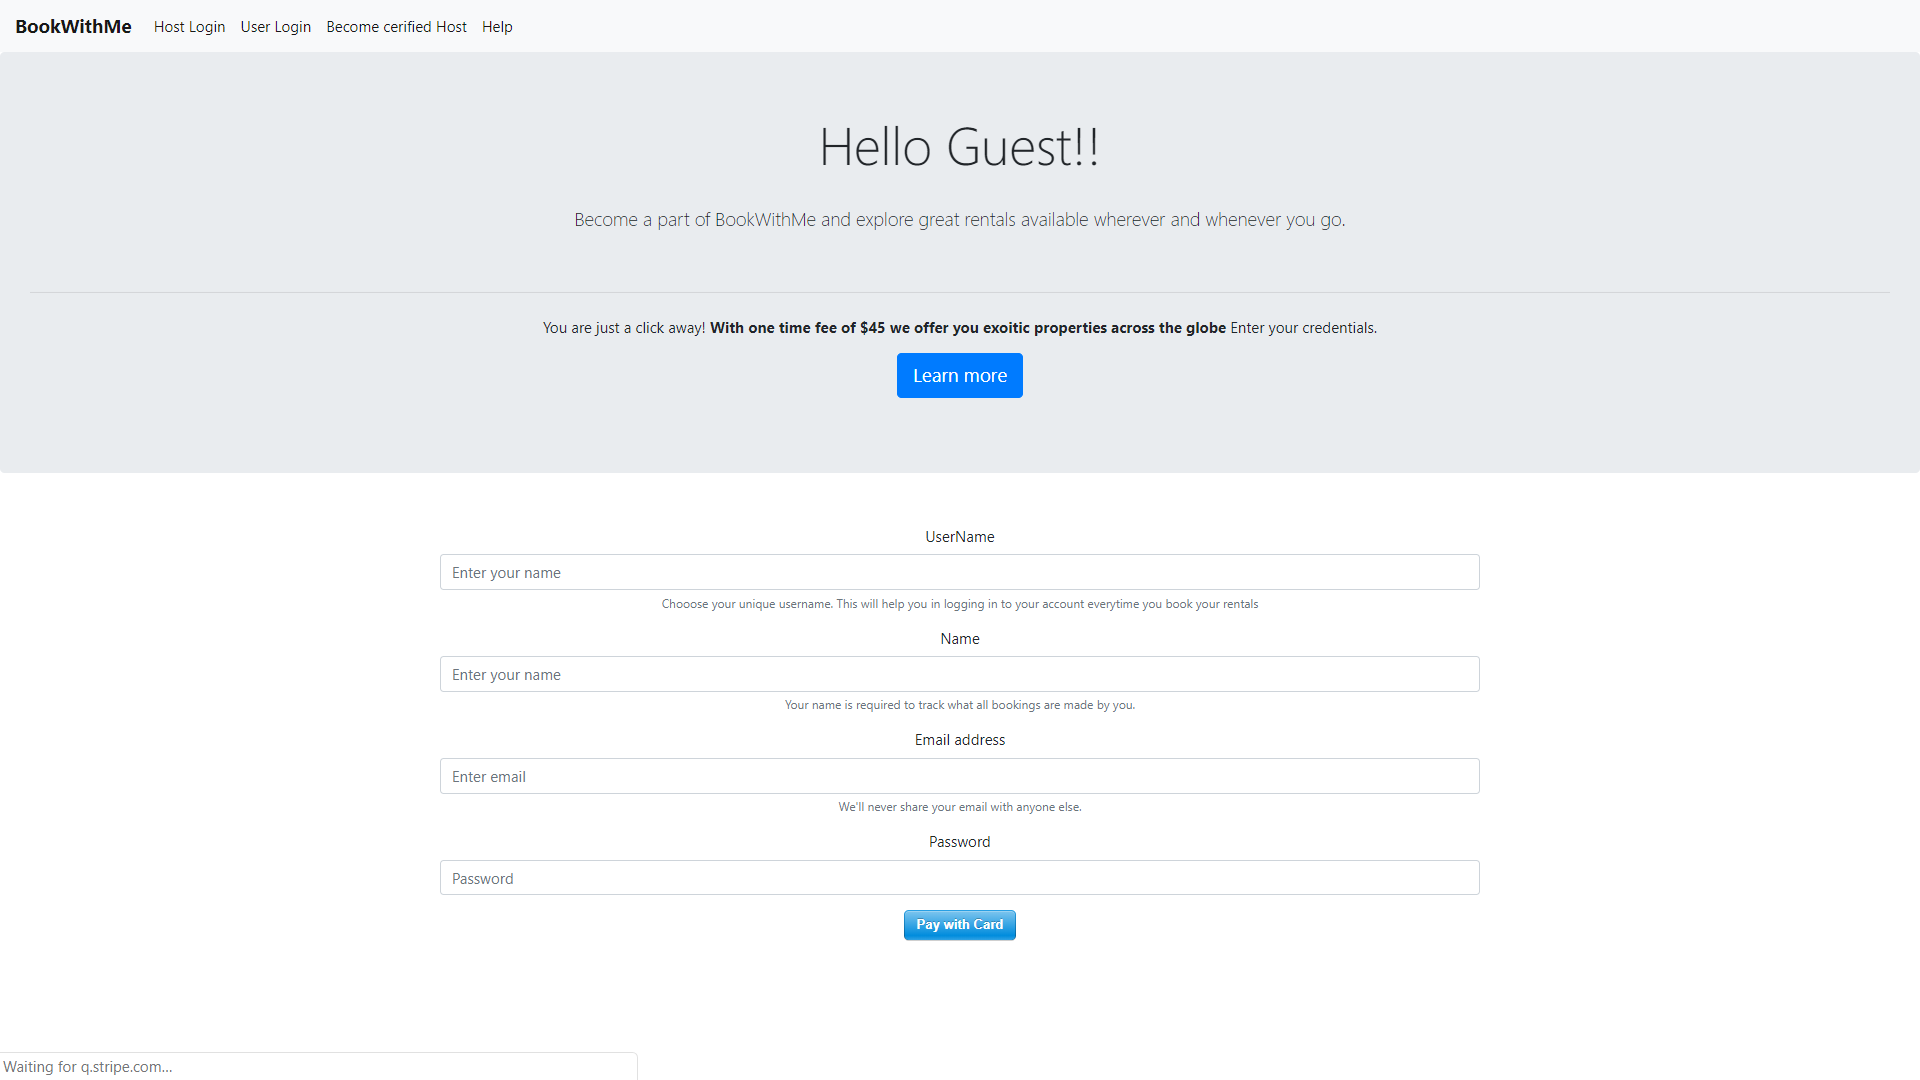 BookWithMe Host Login User Login Become cerified Host Help
Hello Guest!!
Become a part of BookWithMe and explore great rentals available wherever and whenever you go.
You are just a click away! With one time fee of $45 we offer you exoitic properties across the globe Enter your credentials.
Learn more
UserName
Enter your name
Chooose your unique username. This will help you in logging in to your account everytime you book your rentals
Name
Enter your name
Your name is required to track what all bookings are made by you.
Email address
Enter email
We'll never share your email with anyone else.
Password
Password
Pay with Card
Waiting for q.stripe.com...